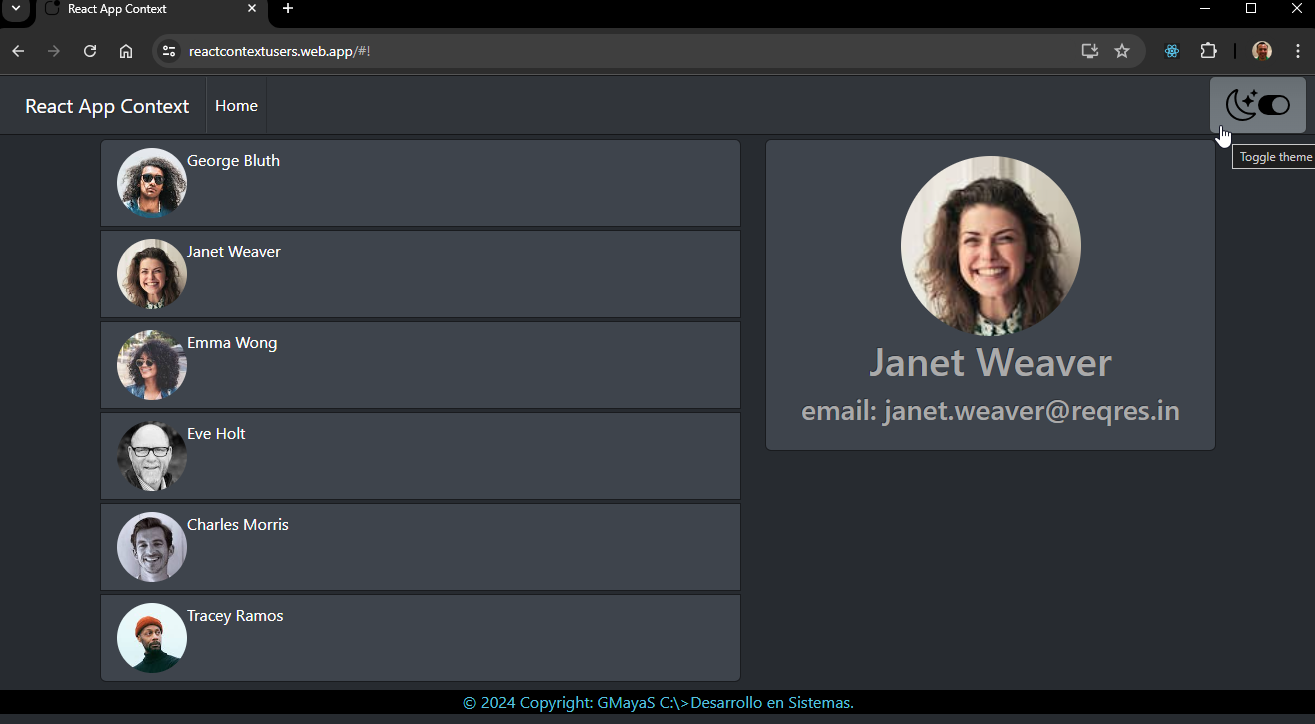 React App Context
reactcontextusers.web.app/#!
React App Context
Home
Toggle theme
George Bluth
Janet Weaver
Emma Wong
Eve Holt
Charles Morris
Tracey Ramos
Janet Weaver
email: janet.weaver@reqres.in
© 2024 Copyright: GMayaS C:\>Desarrollo en Sistemas.